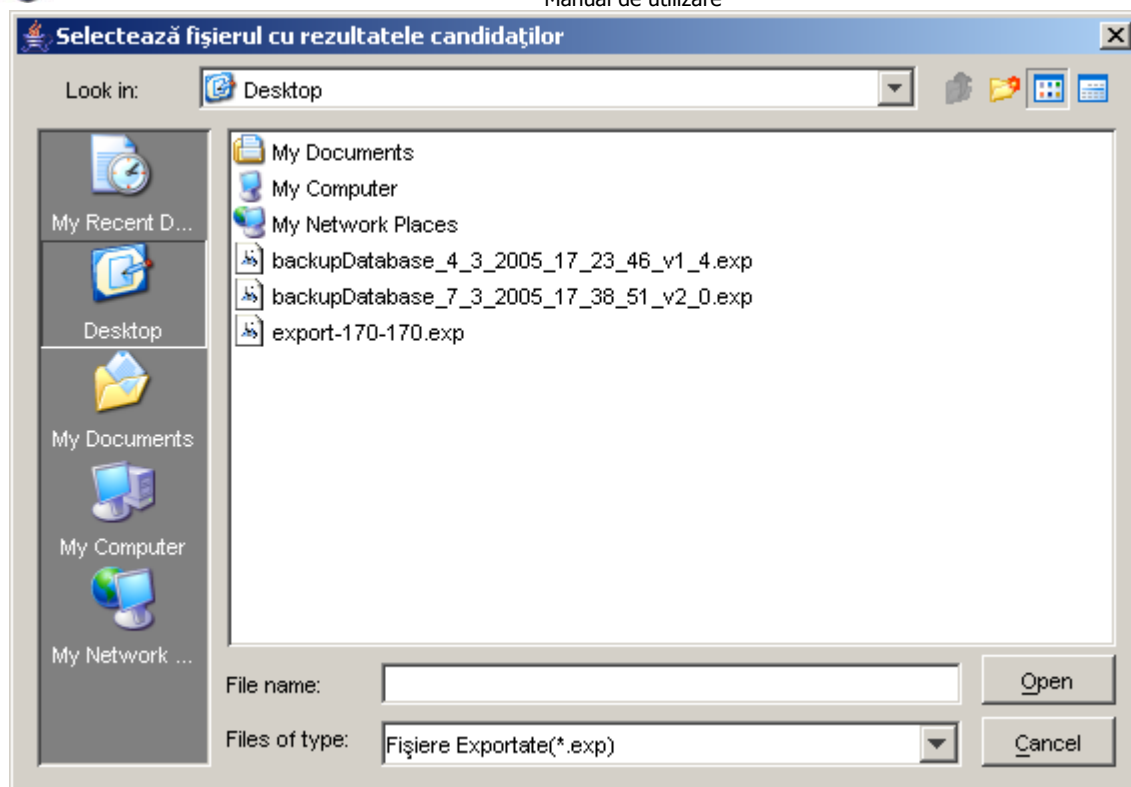 Manual de utilizare
Selectează fişierul cu rezultatele candidaţilor
Look in:
Desktop
My Recent D...
Desktop
My Documents
My Computer
My Network ...
My Documents
My Computer
My Network Places
backupDatabase_4_3_2005_17_23_46_v1_4.exp
backupDatabase_7_3_2005_17_38_51_v2_0.exp
export-170-170.exp
File name:
Open
Files of type:
Fişiere Exportate(*.exp)
Cancel